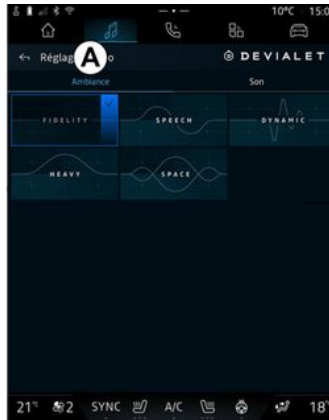 10°C 15:0
Réglag A o
DEVIALET
Ambiance
Son
FIDELITY
SPEECH
DYNAMIC
HEAVY
SPACE
21°C 2 SYNC A/C 18°